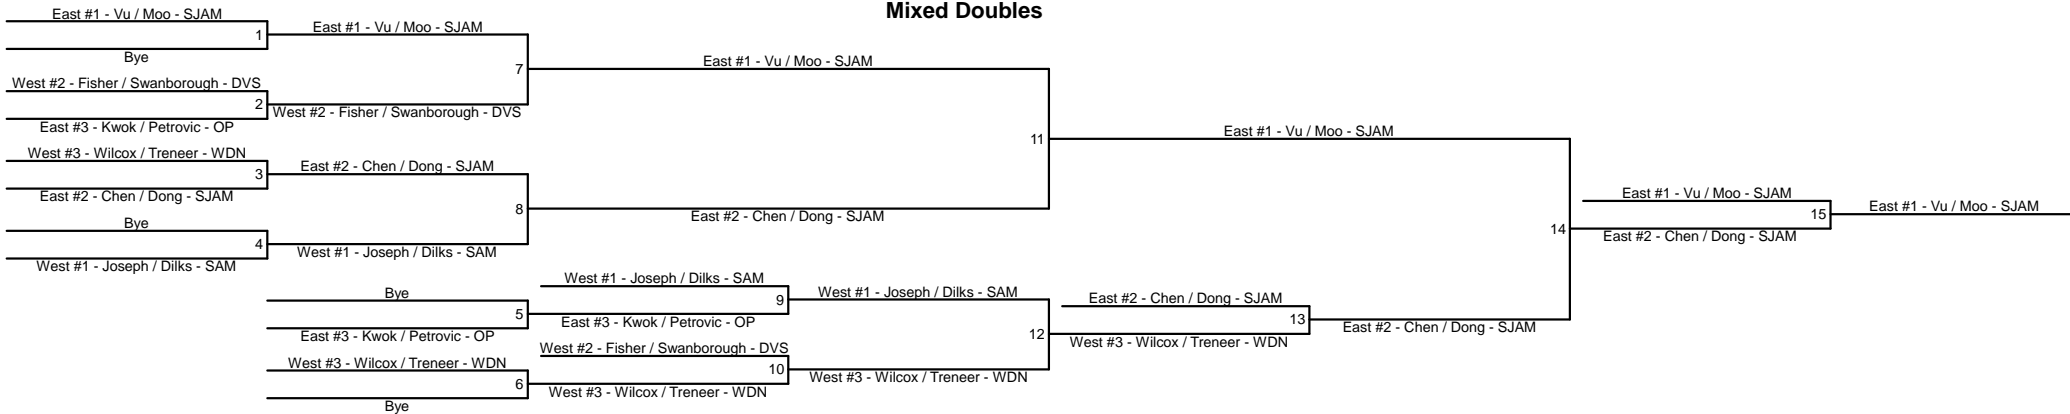 Mixed Doubles
East #1 - Vu / Moo - SJAM
1
Bye
West #2 - Fisher / Swanborough - DVS
2
East #3 - Kwok / Petrovic - OP
West #3 - Wilcox / Treneer - WDN
3
East #2 - Chen / Dong - SJAM
Bye
4
West #1 - Joseph / Dilks - SAM
East #1 - Vu / Moo - SJAM
7
West #2 - Fisher / Swanborough - DVS
East #2 - Chen / Dong - SJAM
8
West #1 - Joseph / Dilks - SAM
Bye
5
East #3 - Kwok / Petrovic - OP
West #3 - Wilcox / Treneer - WDN
6
Bye
East #1 - Vu / Moo - SJAM
11
East #2 - Chen / Dong - SJAM
West #1 - Joseph / Dilks - SAM
9
East #3 - Kwok / Petrovic - OP
West #2 - Fisher / Swanborough - DVS
10
West #3 - Wilcox / Treneer - WDN
West #1 - Joseph / Dilks - SAM
12
West #3 - Wilcox / Treneer - WDN
East #1 - Vu / Moo - SJAM
14
East #2 - Chen / Dong - SJAM
13
West #3 - Wilcox / Treneer - WDN
East #2 - Chen / Dong - SJAM
East #1 - Vu / Moo - SJAM
15
East #2 - Chen / Dong - SJAM
East #1 - Vu / Moo - SJAM